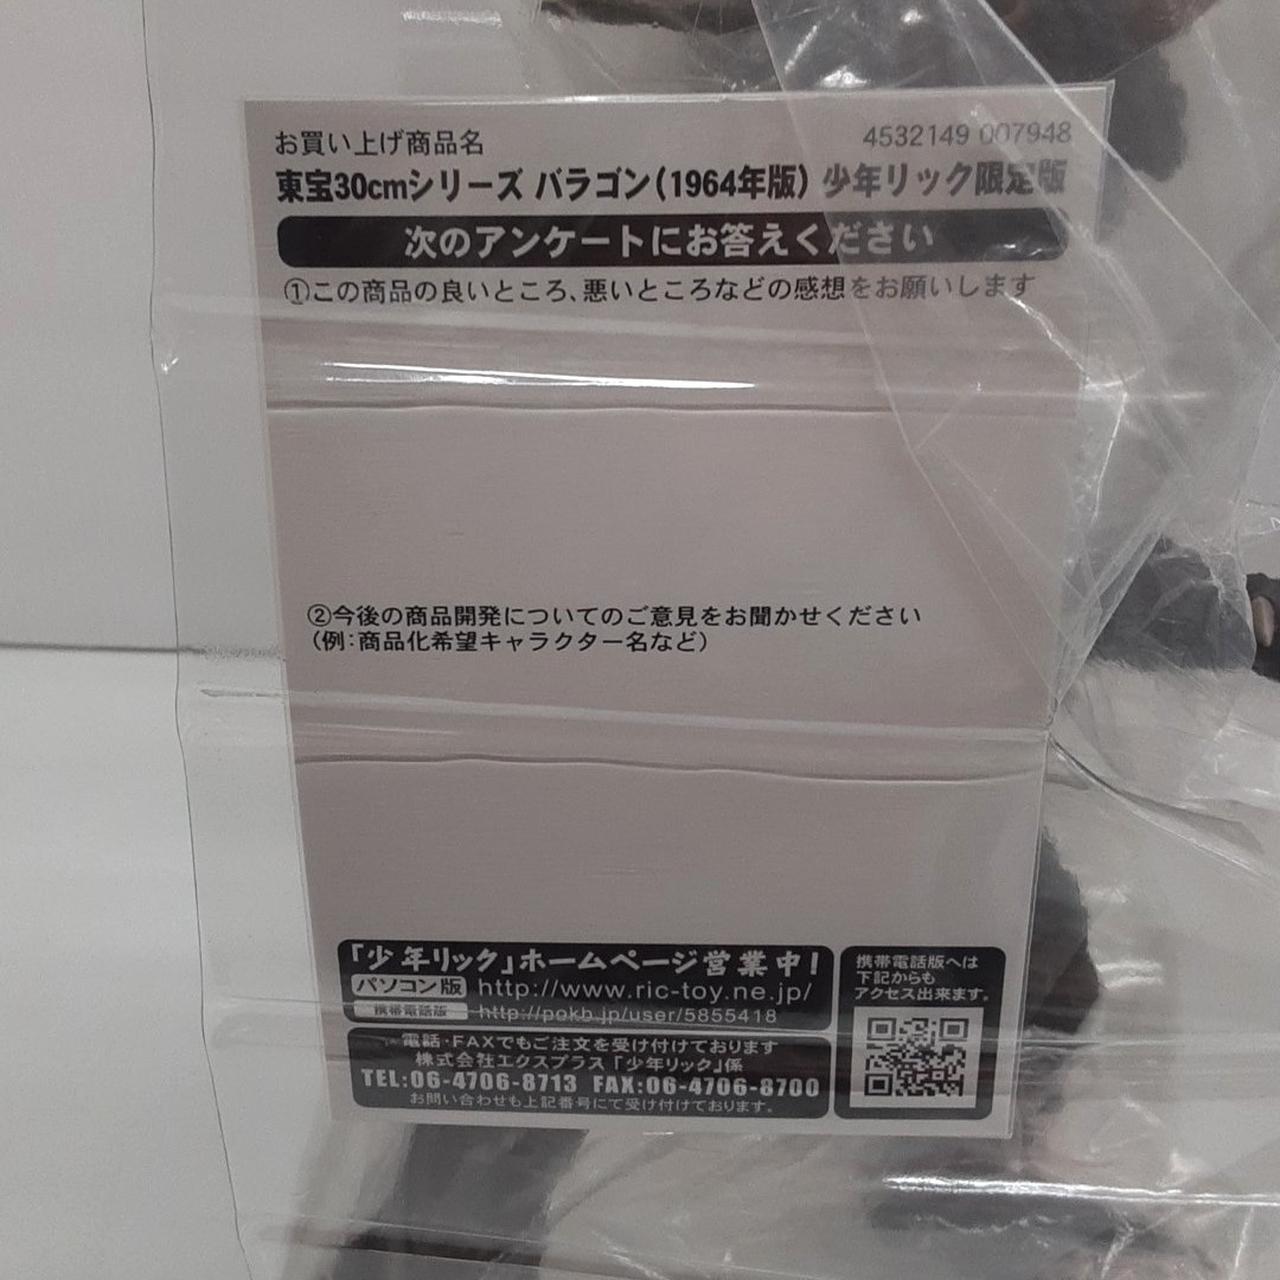 お買い上げ商品名
4532149 007948
東宝30cmシリーズ バラゴン(1964年版) 少年リック限定版
次のアンケートにお答えください
①この商品の良いところ、悪いところなどの感想をお願いします
②今後の商品開発についてのご意見をお聞かせください
(例:商品化希望キャラクター名など)
「少年リック」ホームページ営業中!
パソコン版 http://www.ric-toy.ne.jp/
携帯電話版 http://pokb.jp/user/5855418
電話・FAXでもご注文を受け付けております
株式会社エクスプラス「少年リック」係
TEL:06-4706-8713 FAX:06-4706-8700
お問い合わせも上記番号にて受け付けております。
携帯電話版へは
下記からも
アクセス出来ます。